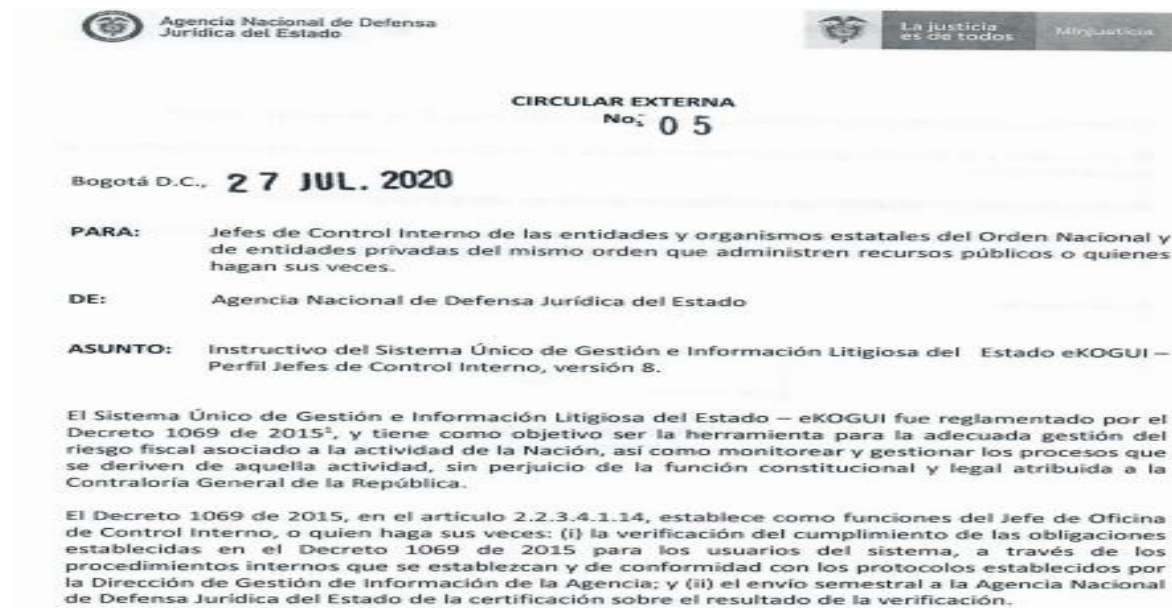 Agencia Nacional de Defensa
Jurídica del Estado
La justicia
es de todos
Minjusticia
CIRCULAR EXTERNA
No: 0 5
Bogotá D.C., 2 7 JUL. 2020
PARA: Jefes de Control Interno de las entidades y organismos estatales del Orden Nacional y
de entidades privadas del mismo orden que administren recursos públicos o quienes
hagan sus veces.
DE: Agencia Nacional de Defensa Jurídica del Estado
ASUNTO: Instructivo del Sistema Único de Gestión e Información Litigiosa del Estado eKOGUI –
Perfil Jefes de Control Interno, versión 8.
El Sistema Único de Gestión e Información Litigiosa del Estado – eKOGUI fue reglamentado por el
Decreto 1069 de 2015¹, y tiene como objetivo ser la herramienta para la adecuada gestión del
riesgo fiscal asociado a la actividad de la Nación, así como monitorear y gestionar los procesos que
se deriven de aquella actividad, sin perjuicio de la función constitucional y legal atribuida a la
Contraloría General de la República.
El Decreto 1069 de 2015, en el artículo 2.2.3.4.1.14, establece como funciones del Jefe de Oficina
de Control Interno, o quien haga sus veces: (i) la verificación del cumplimiento de las obligaciones
establecidas en el Decreto 1069 de 2015 para los usuarios del sistema, a través de los
procedimientos internos que se establezcan y de conformidad con los protocolos establecidos por
la Dirección de Gestión de Información de la Agencia; y (ii) el envío semestral a la Agencia Nacional
de Defensa Jurídica del Estado de la certificación sobre el resultado de la verificación.